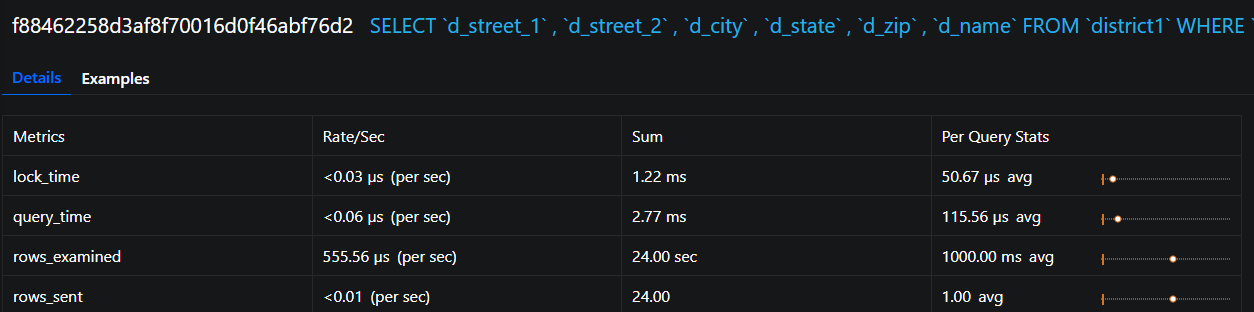 f88462258d3af8f70016d0f46abf76d2 SELECT `d_street_1` , `d_street_2` , `d_city` , `d_state` , `d_zip` , `d_name` FROM `district1` WHERE `
Details Examples
Metrics Rate/Sec Sum Per Query Stats
lock_time <0.03 µs (per sec) 1.22 ms 50.67 µs avg
query_time <0.06 µs (per sec) 2.77 ms 115.56 µs avg
rows_examined 555.56 µs (per sec) 24.00 sec 1000.00 ms avg
rows_sent <0.01 (per sec) 24.00 1.00 avg